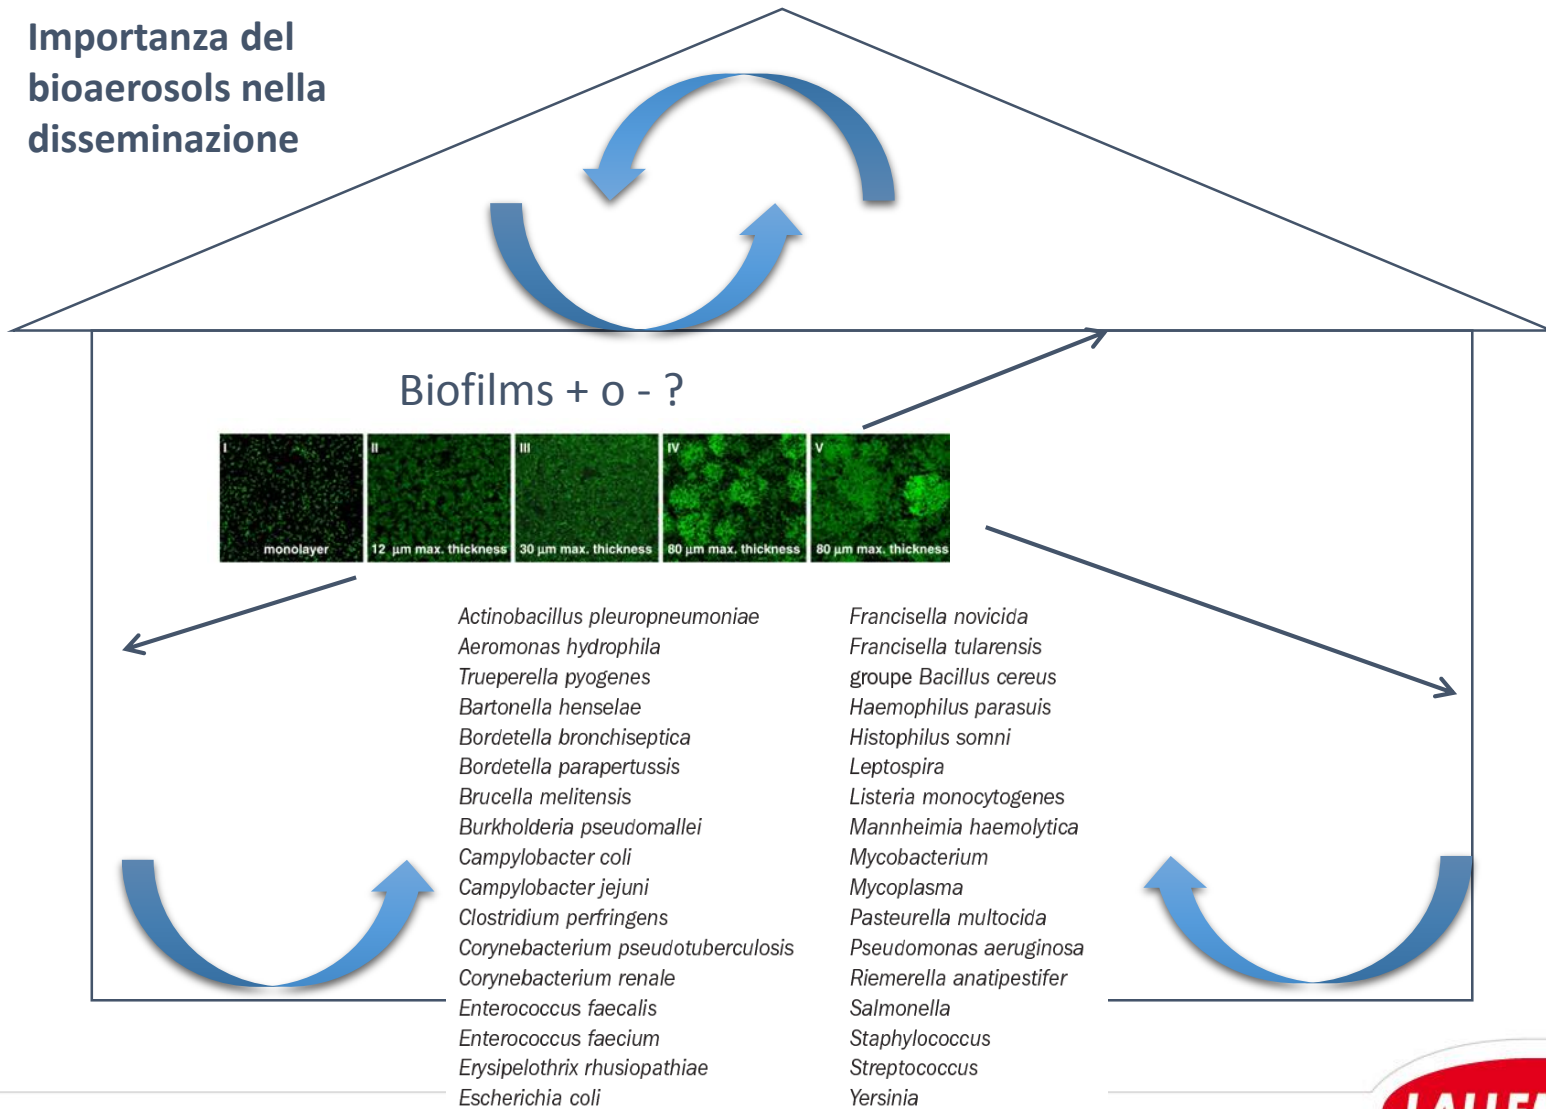 Importanza del
bioaerosols nella
disseminazione
Biofilms + o - ?
I
monolayer
II
12 µm max. thickness
III
30 µm max. thickness
IV
80 µm max. thickness
V
80 µm max. thickness
Actinobacillus pleuropneumoniae
Aeromonas hydrophila
Trueperella pyogenes
Bartonella henselae
Bordetella bronchiseptica
Bordetella parapertussis
Brucella melitensis
Burkholderia pseudomallei
Campylobacter coli
Campylobacter jejuni
Clostridium perfringens
Corynebacterium pseudotuberculosis
Corynebacterium renale
Enterococcus faecalis
Enterococcus faecium
Erysipelothrix rhusiopathiae
Escherichia coli
Francisella novicida
Francisella tularensis
groupe Bacillus cereus
Haemophilus parasuis
Histophilus somni
Leptospira
Listeria monocytogenes
Mannheimia haemolytica
Mycobacterium
Mycoplasma
Pasteurella multocida
Pseudomonas aeruginosa
Riemerella anatipestifer
Salmonella
Staphylococcus
Streptococcus
Yersinia